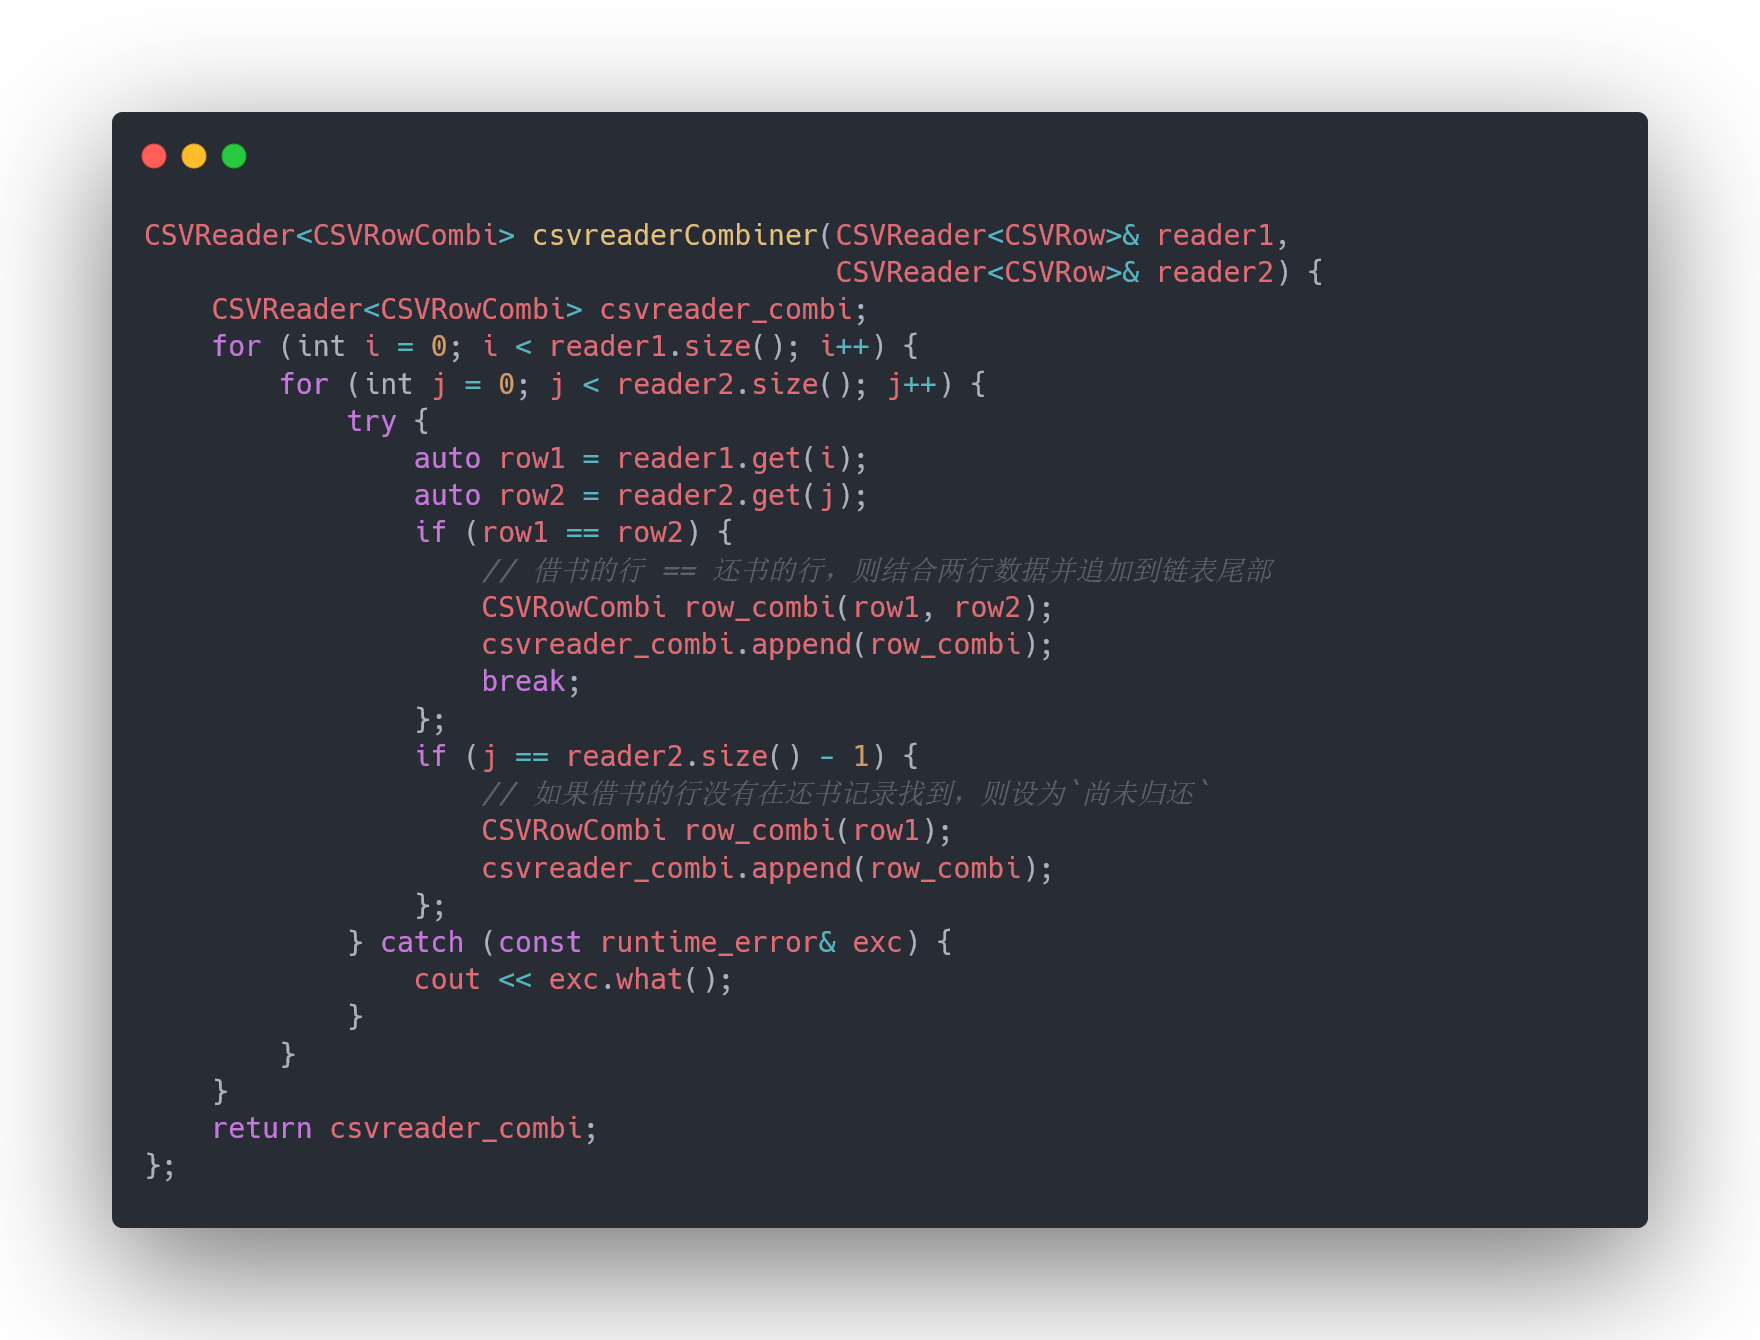 CSVReader<CSVRowCombi> csvreaderCombiner(CSVReader<CSVRow>& reader1,
                                         CSVReader<CSVRow>& reader2) {
    CSVReader<CSVRowCombi> csvreader_combi;
    for (int i = 0; i < reader1.size(); i++) {
        for (int j = 0; j < reader2.size(); j++) {
            try {
                auto row1 = reader1.get(i);
                auto row2 = reader2.get(j);
                if (row1 == row2) {
                    // 借书的行 == 还书的行，则结合两行数据并追加到链表尾部
                    CSVRowCombi row_combi(row1, row2);
                    csvreader_combi.append(row_combi);
                    break;
                };
                if (j == reader2.size() - 1) {
                    // 如果借书的行没有在还书记录找到，则设为`尚未归还`
                    CSVRowCombi row_combi(row1);
                    csvreader_combi.append(row_combi);
                };
            } catch (const runtime_error& exc) {
                cout << exc.what();
            }
        }
    }
    return csvreader_combi;
};